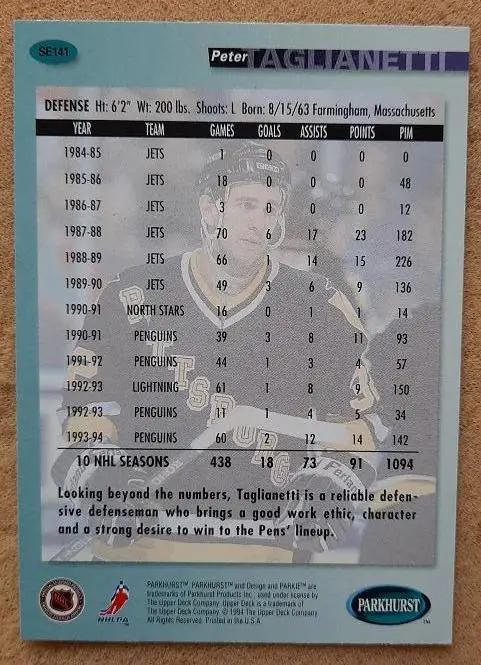 SE141
Peter TAGLIANETTI
DEFENSE Ht: 6'2" Wt: 200 lbs. Shoots: L Born: 8/15/63 Farmingham, Massachusetts
YEAR TEAM GAMES GOALS ASSISTS POINTS PIM
1984-85 JETS 1 0 0 0 0
1985-86 JETS 18 0 0 0 48
1986-87 JETS 3 0 0 0 12
1987-88 JETS 70 6 17 23 182
1988-89 JETS 66 1 14 15 226
1989-90 JETS 49 3 6 9 136
1990-91 NORTH STARS 16 0 1 1 14
1990-91 PENGUINS 39 3 8 11 93
1991-92 PENGUINS 44 1 3 4 57
1992-93 LIGHTNING 61 1 8 9 150
1992-93 PENGUINS 11 1 4 5 34
1993-94 PENGUINS 60 2 12 14 142
10 NHL SEASONS 438 18 73 91 1094
PITTSBURG
Looking beyond the numbers, Taglianetti is a reliable defen-
sive defenseman who brings a good work ethic, character
and a strong desire to win to the Pens' lineup.
PARKHURST™, PARKHURST™ and Design and PARKIE™ are
trademarks of Parkhurst Products Inc., used under license by
The Upper Deck Company. Upper Deck is a trademark of
The Upper Deck Company. © 1994 The Upper Deck Company.
All Rights Reserved. Printed in the U.S.A.
NHL
NHLPA
PARKHURST™